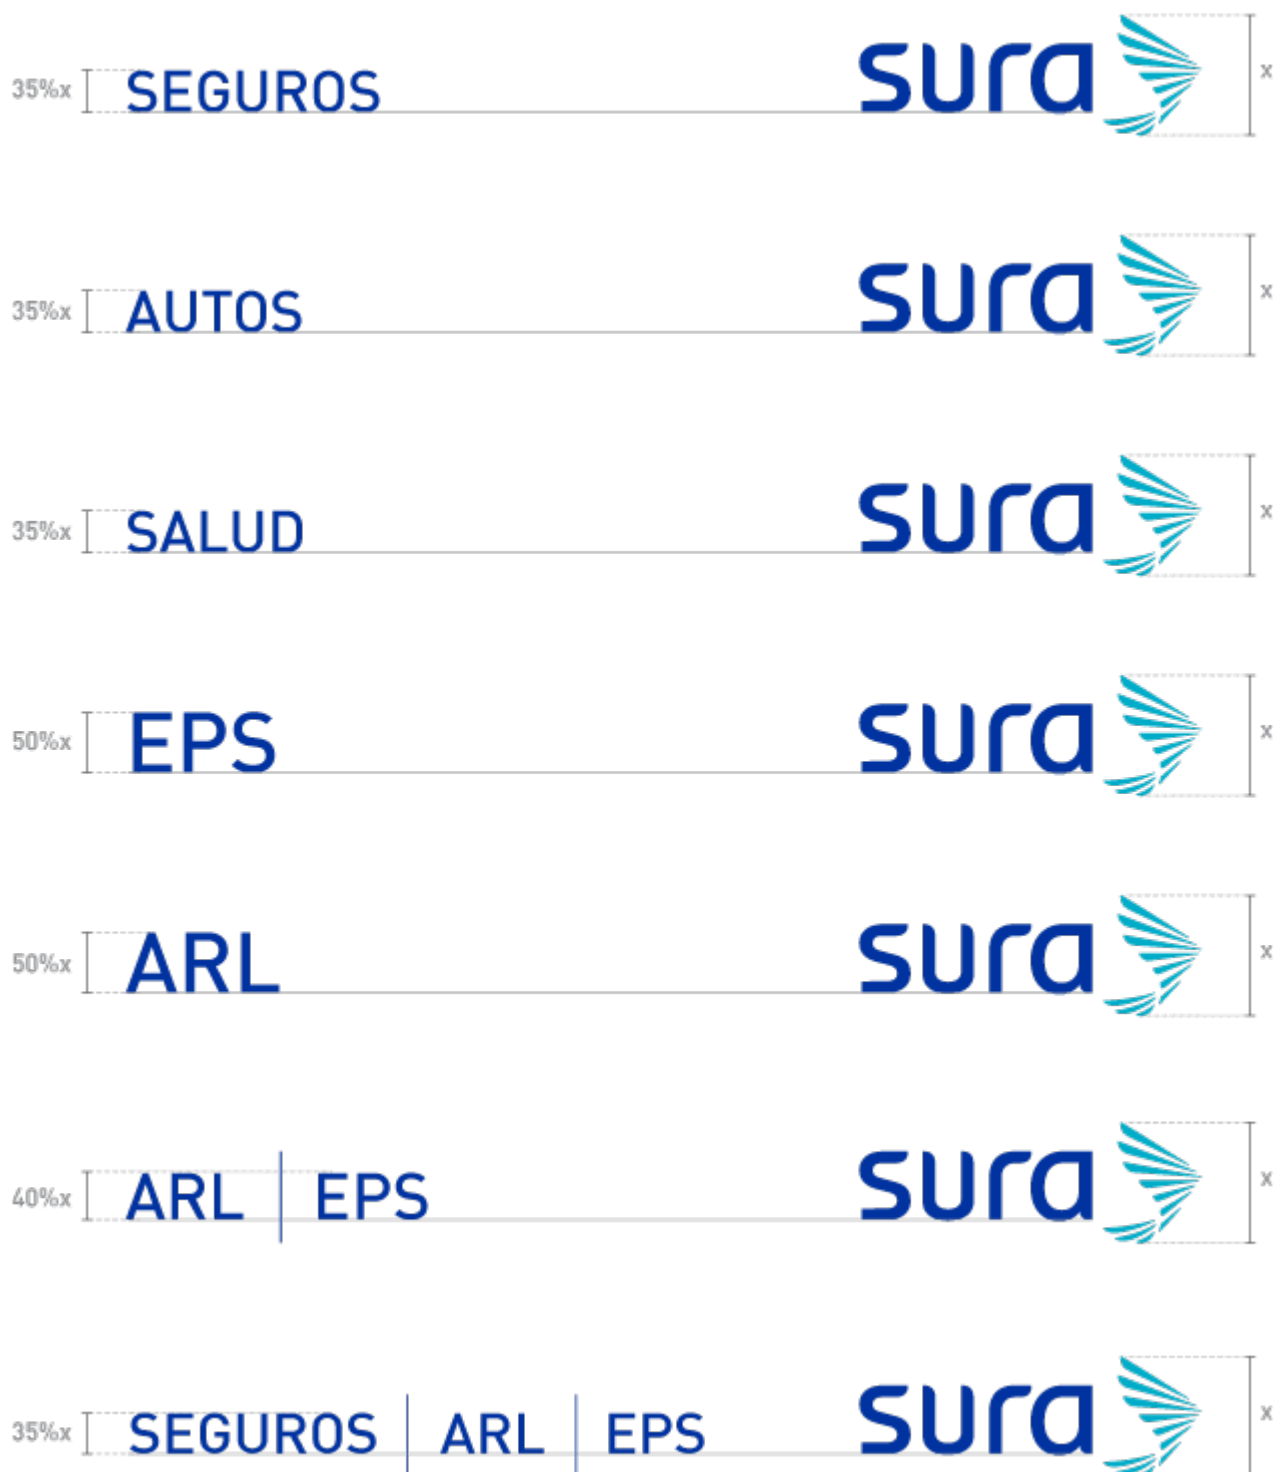 35%x SEGUROS sura x
35%x AUTOS sura x
35%x SALUD sura x
50%x EPS sura x
50%x ARL sura x
40%x ARL | EPS sura x
35%x SEGUROS | ARL | EPS sura x